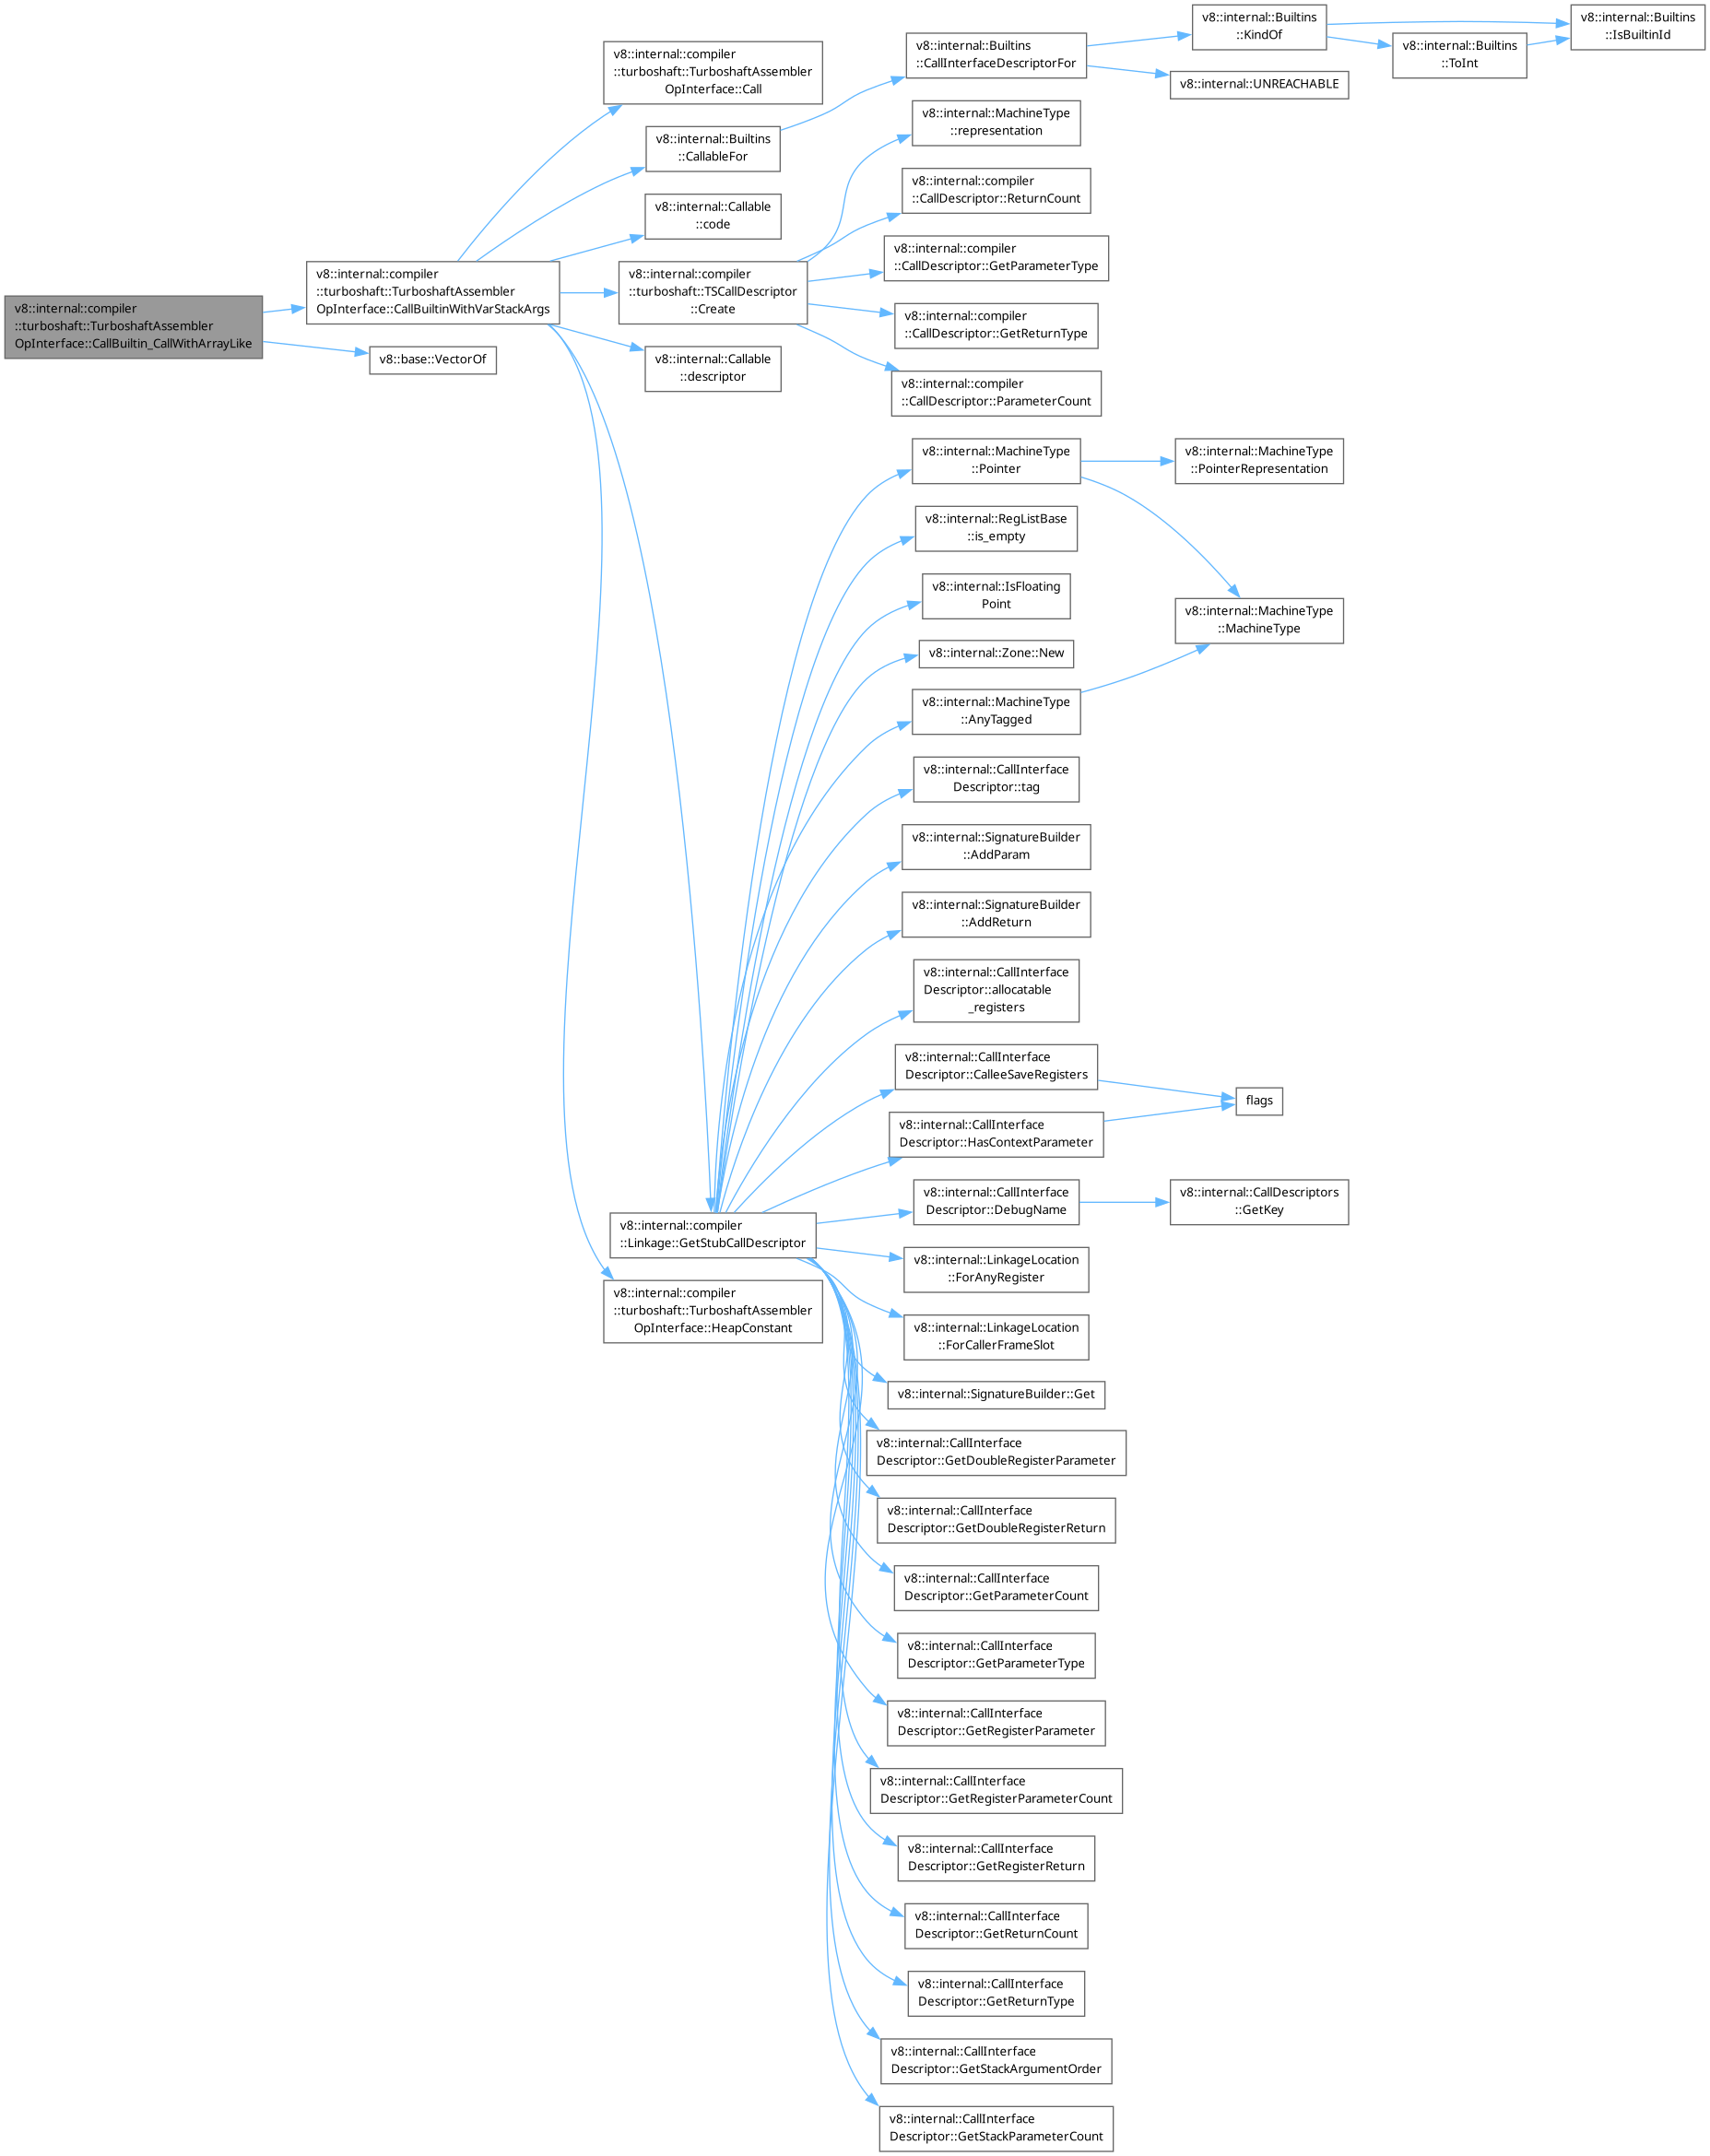 v8::internal::compiler
::turboshaft::TurboshaftAssembler
OpInterface::CallBuiltin_CallWithArrayLike
v8::internal::compiler
::turboshaft::TurboshaftAssembler
OpInterface::CallBuiltinWithVarStackArgs
v8::base::VectorOf
v8::internal::compiler
::turboshaft::TurboshaftAssembler
OpInterface::Call
v8::internal::Builtins
::CallableFor
v8::internal::Callable
::code
v8::internal::compiler
::turboshaft::TSCallDescriptor
::Create
v8::internal::Callable
::descriptor
v8::internal::compiler
::Linkage::GetStubCallDescriptor
v8::internal::compiler
::turboshaft::TurboshaftAssembler
OpInterface::HeapConstant
v8::internal::Builtins
::CallInterfaceDescriptorFor
v8::internal::MachineType
::representation
v8::internal::compiler
::CallDescriptor::ReturnCount
v8::internal::compiler
::CallDescriptor::GetParameterType
v8::internal::compiler
::CallDescriptor::GetReturnType
v8::internal::compiler
::CallDescriptor::ParameterCount
v8::internal::MachineType
::Pointer
v8::internal::RegListBase
::is_empty
v8::internal::IsFloating
Point
v8::internal::Zone::New
v8::internal::MachineType
::AnyTagged
v8::internal::CallInterface
Descriptor::tag
v8::internal::SignatureBuilder
::AddParam
v8::internal::SignatureBuilder
::AddReturn
v8::internal::CallInterface
Descriptor::allocatable
_registers
v8::internal::CallInterface
Descriptor::CalleeSaveRegisters
v8::internal::CallInterface
Descriptor::HasContextParameter
v8::internal::CallInterface
Descriptor::DebugName
v8::internal::LinkageLocation
::ForAnyRegister
v8::internal::LinkageLocation
::ForCallerFrameSlot
v8::internal::SignatureBuilder::Get
v8::internal::CallInterface
Descriptor::GetDoubleRegisterParameter
v8::internal::CallInterface
Descriptor::GetDoubleRegisterReturn
v8::internal::CallInterface
Descriptor::GetParameterCount
v8::internal::CallInterface
Descriptor::GetParameterType
v8::internal::CallInterface
Descriptor::GetRegisterParameter
v8::internal::CallInterface
Descriptor::GetRegisterParameterCount
v8::internal::CallInterface
Descriptor::GetRegisterReturn
v8::internal::CallInterface
Descriptor::GetReturnCount
v8::internal::CallInterface
Descriptor::GetReturnType
v8::internal::CallInterface
Descriptor::GetStackArgumentOrder
v8::internal::CallInterface
Descriptor::GetStackParameterCount
v8::internal::Builtins
::KindOf
v8::internal::UNREACHABLE
v8::internal::MachineType
::PointerRepresentation
v8::internal::MachineType
::MachineType
flags
v8::internal::CallDescriptors
::GetKey
v8::internal::Builtins
::ToInt
v8::internal::Builtins
::IsBuiltinId